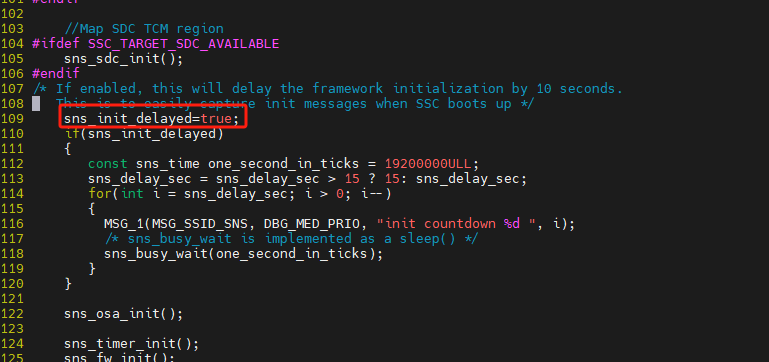 101 #endif
102
103 //Map SDC TCM region
104 #ifdef SSC_TARGET_SDC_AVAILABLE
105 sns_sdc_init();
106 #endif
107 /* If enabled, this will delay the framework initialization by 10 seconds.
108 This is to easily capture init messages when SSC boots up */
109 sns_init_delayed=true;
110 if(sns_init_delayed)
111 {
112 const sns_time one_second_in_ticks = 19200000ULL;
113 sns_delay_sec = sns_delay_sec > 15 ? 15: sns_delay_sec;
114 for(int i = sns_delay_sec; i > 0; i--)
115 {
116 MSG_1(MSG_SSID_SNS, DBG_MED_PRIO, "init countdown %d ", i);
117 /* sns_busy_wait is implemented as a sleep() */
118 sns_busy_wait(one_second_in_ticks);
119 }
120 }
121
122 sns_osa_init();
123
124 sns_timer_init();
125 sns_fw_init();